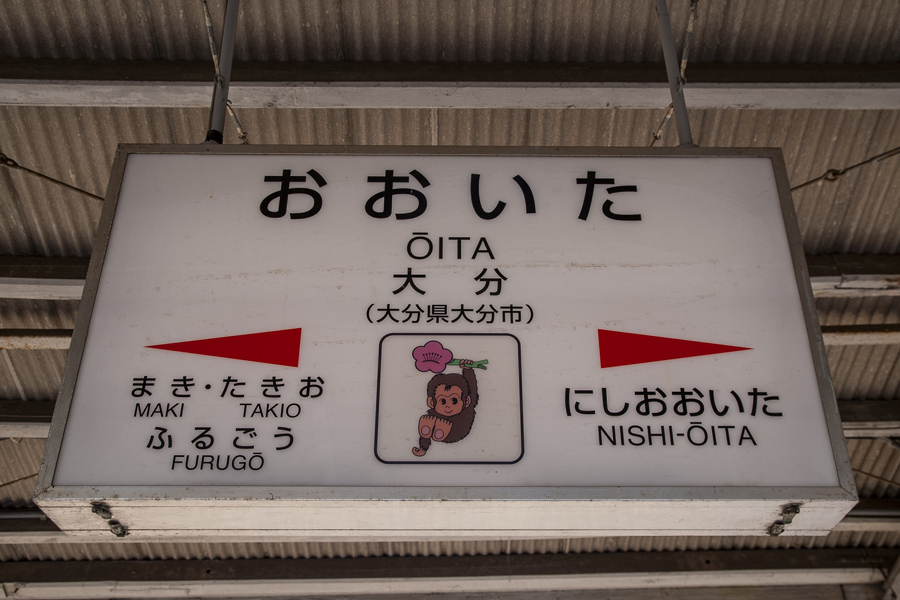 おおいた
ŌITA
大分
(大分県大分市)
まき・たきお
MAKI TAKIO
ふるごう
FURUGŌ
にしおおいた
NISHI-ŌITA